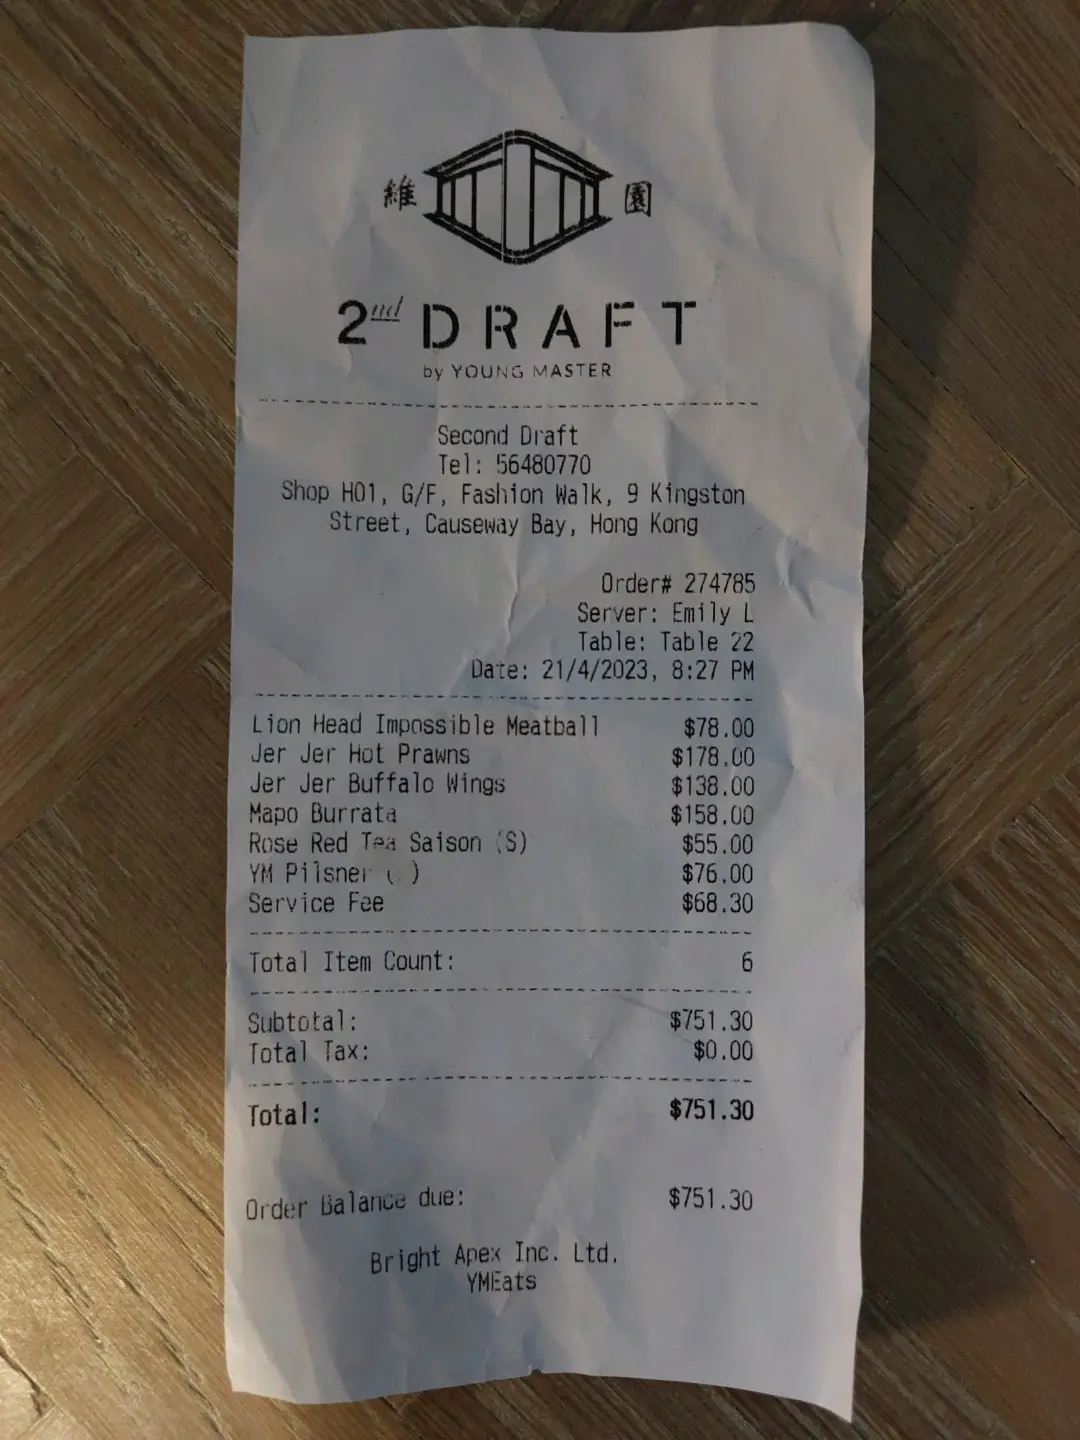 維 園
2nd DRAFT
by YOUNG MASTER
Second Draft
Tel: 56480770
Shop H01, G/F, Fashion Walk, 9 Kingston
Street, Causeway Bay, Hong Kong
Order# 274785
Server: Emily L
Table: Table 22
Date: 21/4/2023, 8:27 PM
Lion Head Impossible Meatball $78.00
Jer Jer Hot Prawns $178.00
Jer Jer Buffalo Wings $138.00
Mapo Burrata $158.00
Rose Red Tea Saison (S) $55.00
YM Pilsner ( ) $76.00
Service Fee $68.30
Total Item Count: 6
Subtotal: $751.30
Total Tax: $0.00
Total: $751.30
Order Balance due: $751.30
Bright Apex Inc. Ltd.
YMEats